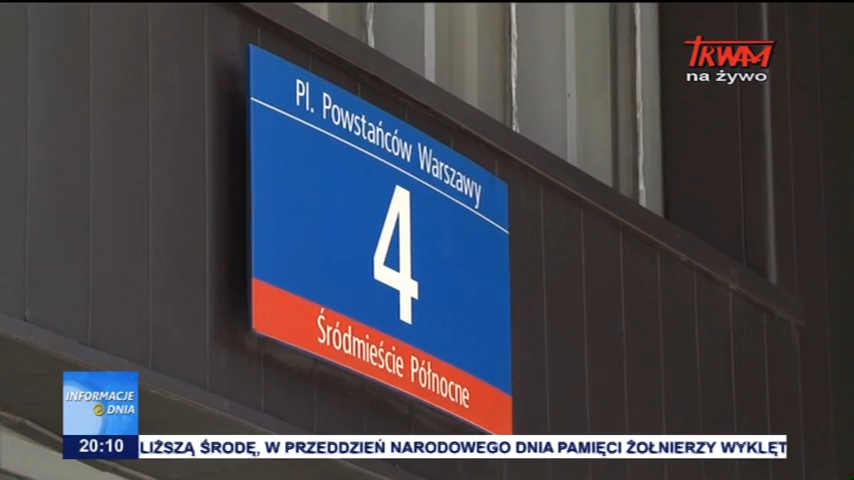 TRWAM
na żywo
Pl. Powstańców Warszawy
4
Śródmieście Północne
INFORMACJE
DNIA
20:10 LIŻSZĄ ŚRODĘ, W PRZEDDZIEŃ NARODOWEGO DNIA PAMIĘCI ŻOŁNIERZY WYKLĘT